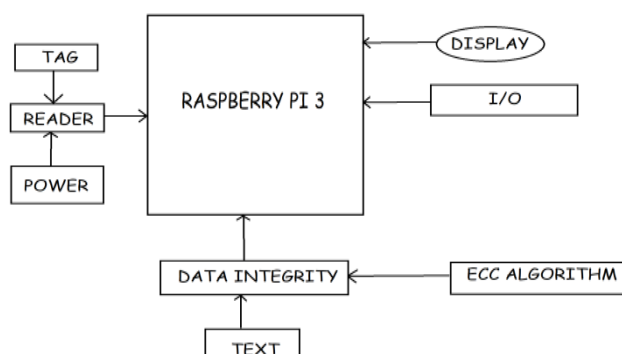 DISPLAY
TAG
RASPBERRY PI 3
I/O
READER
POWER
DATA INTEGRITY
ECC ALGORITHM
TEXT